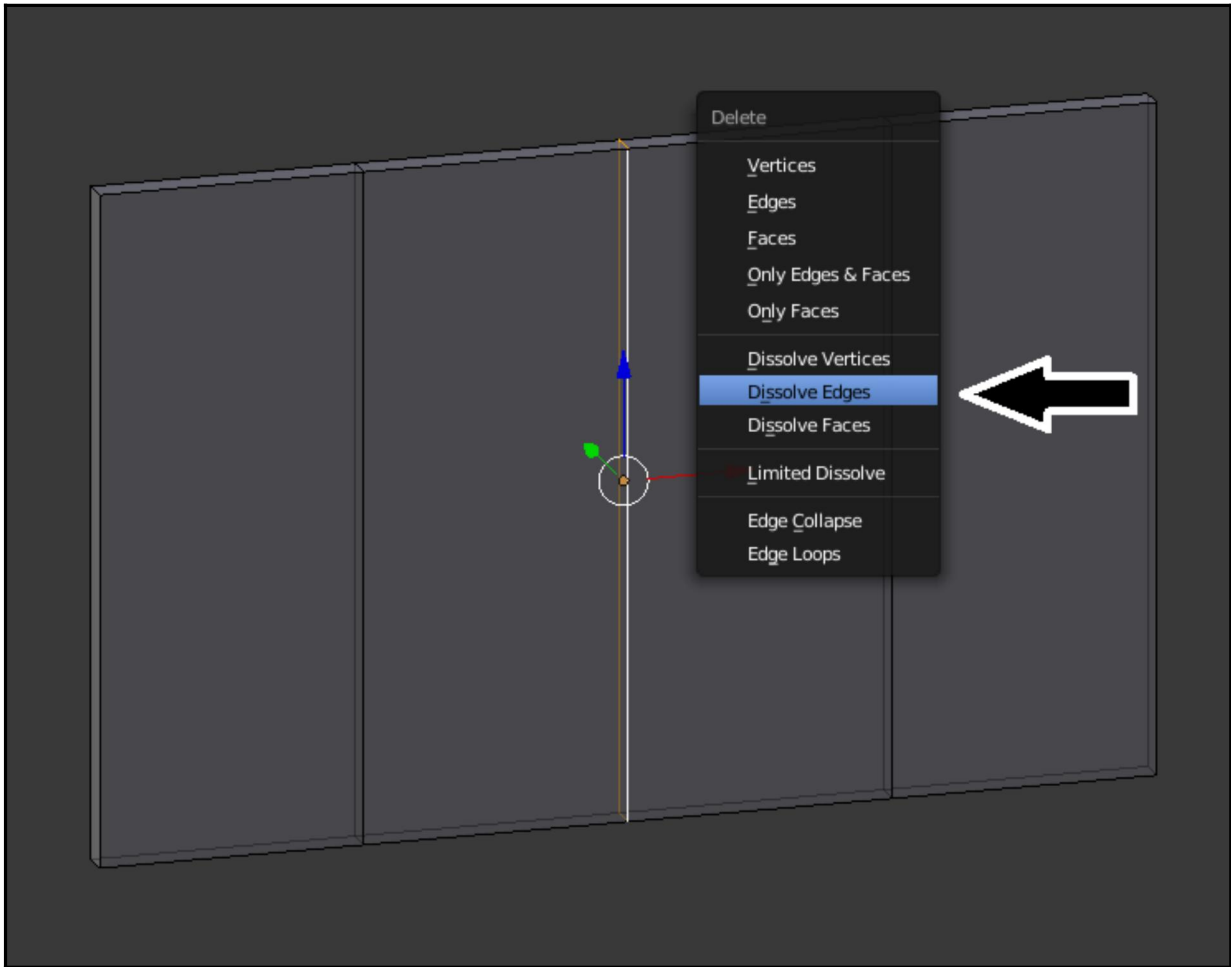 Delete
Vertices
Edges
Faces
Only Edges & Faces
Only Faces
Dissolve Vertices
Dissolve Edges
Dissolve Faces
Limited Dissolve
Edge Collapse
Edge Loops